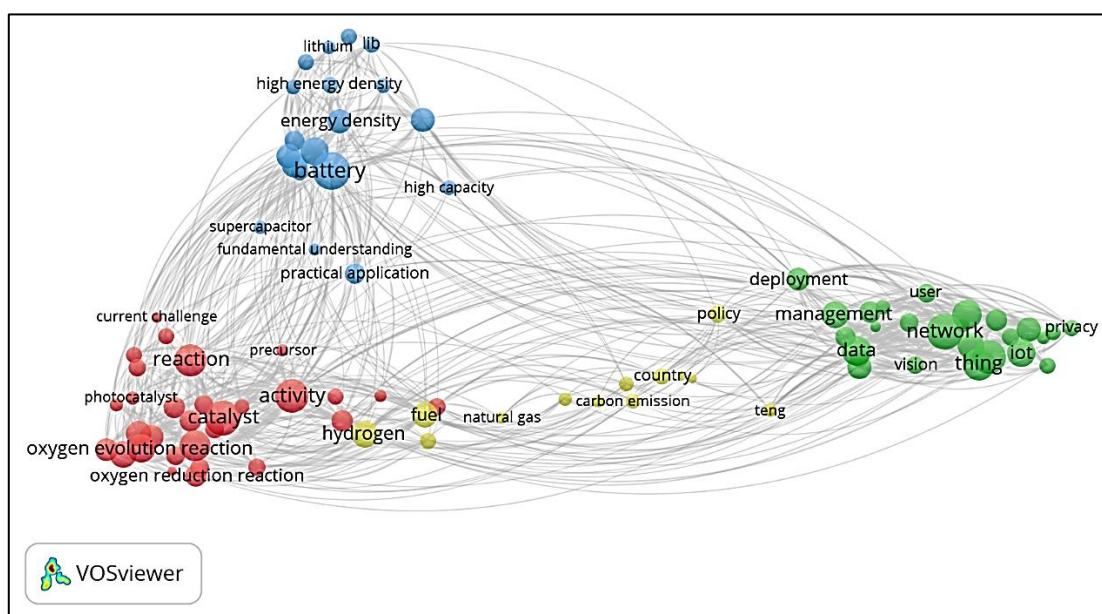 lithium
lib
high energy density
energy density
battery
high capacity
supercapacitor
fundamental understanding
practical application
deployment
user
policy
management
network
privacy
current challenge
reaction
precursor
data
vision
thing
iot
photocatalyst
activity
country
carbon emission
catalyst
fuel
natural gas
teng
hydrogen
oxygen evolution reaction
oxygen reduction reaction
VOSviewer